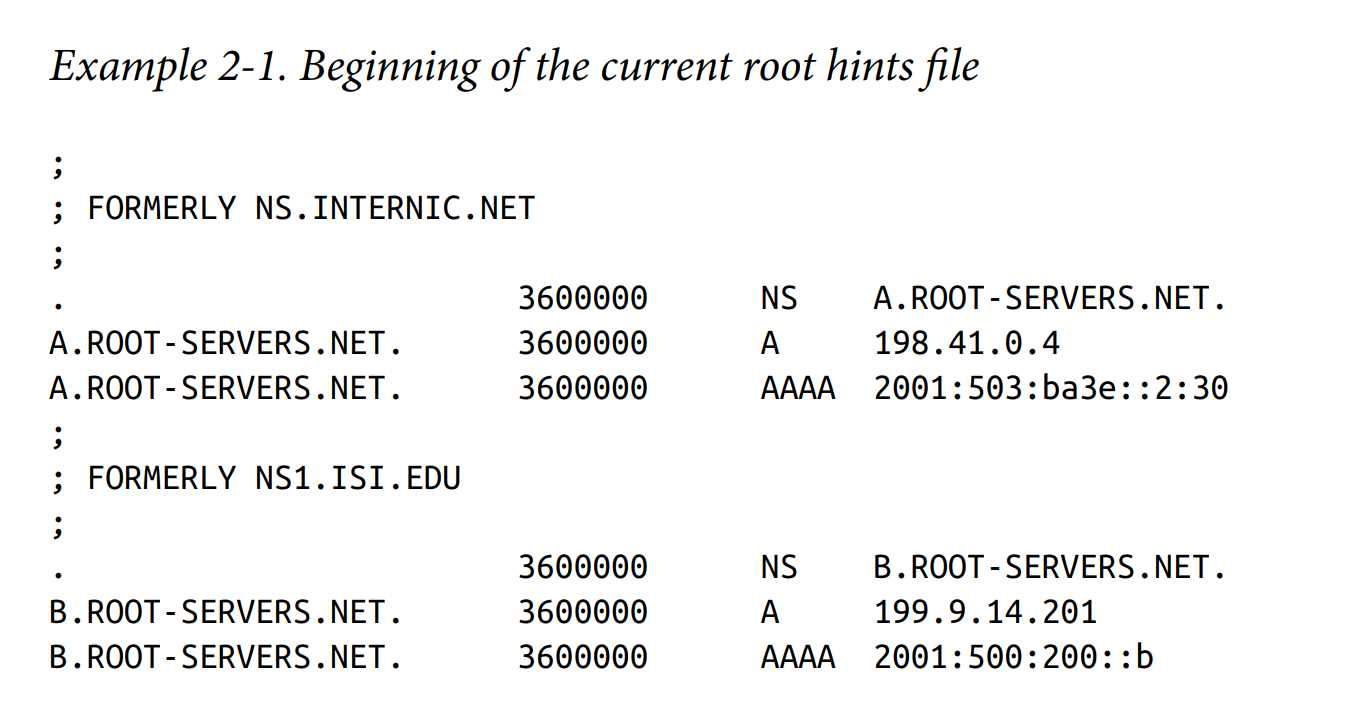 Example 2-1. Beginning of the current root hints file
;
; FORMERLY NS.INTERNIC.NET
;
. 3600000 NS A.ROOT-SERVERS.NET.
A.ROOT-SERVERS.NET. 3600000 A 198.41.0.4
A.ROOT-SERVERS.NET. 3600000 AAAA 2001:503:ba3e::2:30
;
; FORMERLY NS1.ISI.EDU
;
. 3600000 NS B.ROOT-SERVERS.NET.
B.ROOT-SERVERS.NET. 3600000 A 199.9.14.201
B.ROOT-SERVERS.NET. 3600000 AAAA 2001:500:200::b